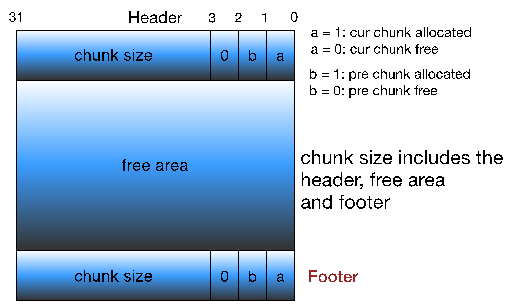 31 Header 3 2 1 0
chunk size 0 b a
a = 1: cur chunk allocated
a = 0: cur chunk free
b = 1: pre chunk allocated
b = 0: pre chunk free
free area
chunk size includes the
header, free area
and footer
chunk size 0 b a
Footer